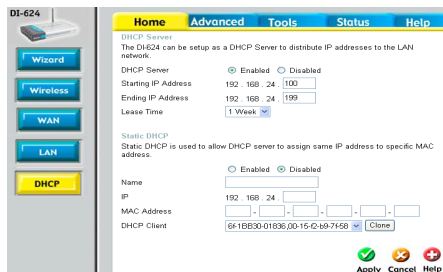 DI-624
Home Advanced Tools Status Help
Wizard
Wireless
WAN
LAN
DHCP
DHCP Server
The DI-624 can be setup as a DHCP Server to distribute IP addresses to the LAN
network.
DHCP Server Enabled Disabled
Starting IP Address 192 . 168 . 24 . 100
Ending IP Address 192 . 168 . 24 . 199
Lease Time 1 Week
Static DHCP
Static DHCP is used to allow DHCP server to assign same IP address to specific MAC
address.
Enabled Disabled
Name
IP 192 . 168 . 24 .
MAC Address - - - - -
DHCP Client 6f-1BB30-01836,00-15-f2-b9-7f-58 Clone
Apply Cancel Help